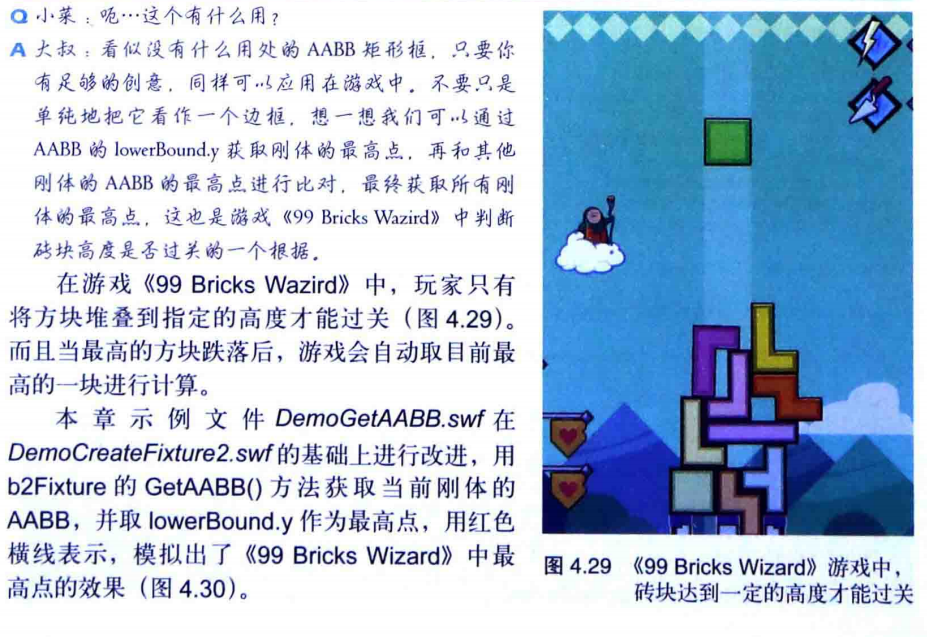 Q 小菜：呃…这个有什么用？
A 大叔：看似没有什么用处的 AABB 矩形框，只要你
有足够的创意，同样可以应用在游戏中。不要只是
单纯地把它看作一个边框，想一想我们可以通过
AABB 的 lowerBound.y 获取刚体的最高点，再和其他
刚体的 AABB 的最高点进行比对，最终获取所有刚
体的最高点，这也是游戏《99 Bricks Wazird》中判断
砖块高度是否过关的一个根据。
在游戏《99 Bricks Wazird》中，玩家只有
将方块堆叠到指定的高度才能过关（图 4.29）。
而且当最高的方块跌落后，游戏会自动取目前最
高的一块进行计算。
本章示例文件 DemoGetAABB.swf 在
DemoCreateFixture2.swf 的基础上进行改进，用
b2Fixture 的 GetAABB() 方法获取当前刚体的
AABB，并取 lowerBound.y 作为最高点，用红色
横线表示，模拟出了《99 Bricks Wizard》中最
高点的效果（图 4.30）。
图 4.29 《99 Bricks Wizard》游戏中，
砖块达到一定的高度才能过关